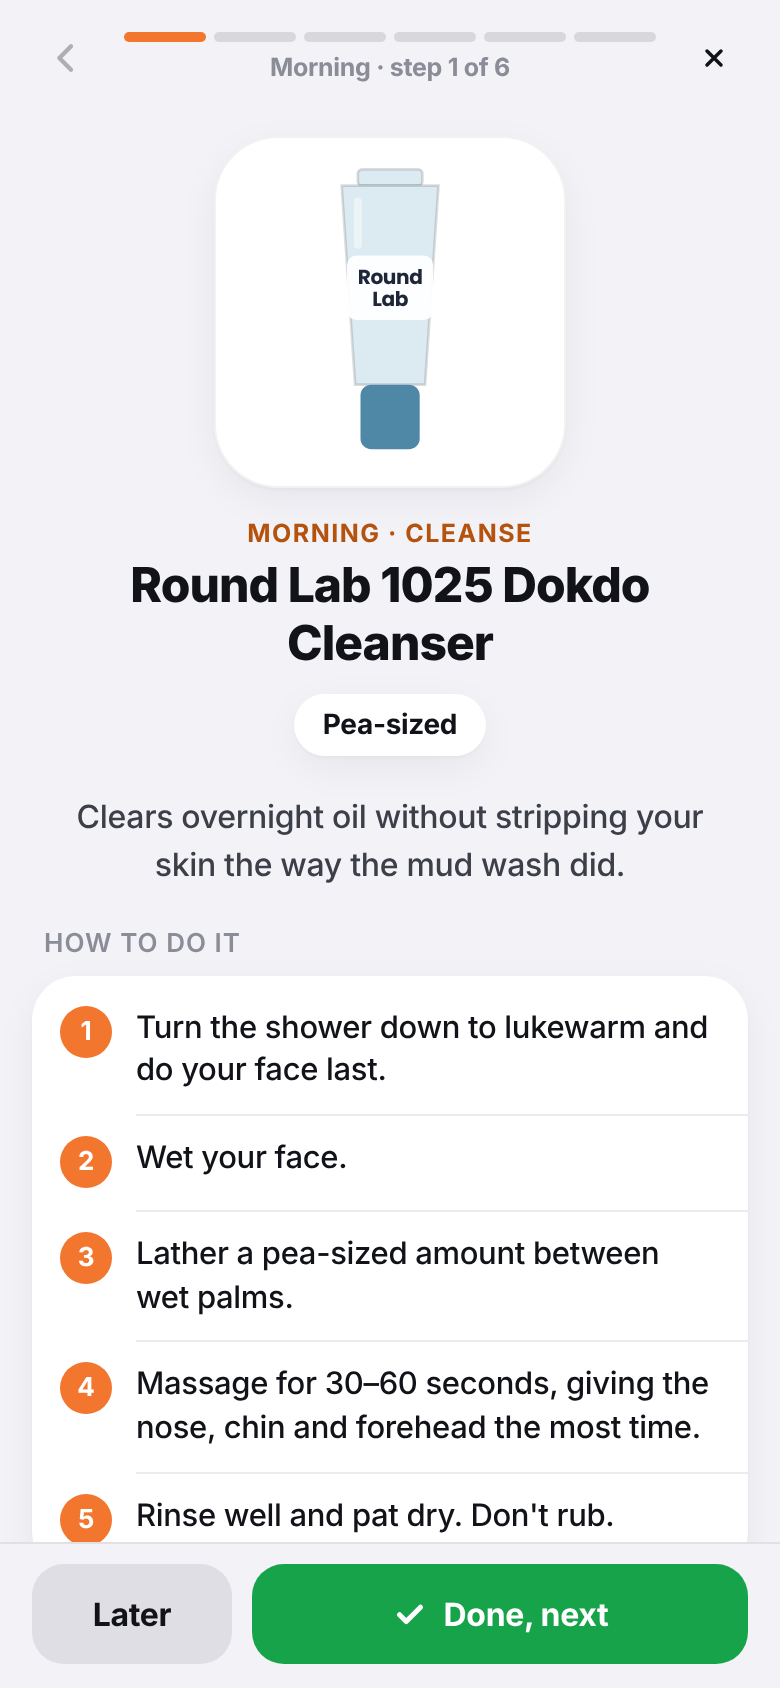 Morning · step 1 of 6
Round
Lab
MORNING · CLEANSE
Round Lab 1025 Dokdo
Cleanser
Pea-sized
Clears overnight oil without stripping your
skin the way the mud wash did.
HOW TO DO IT
1 Turn the shower down to lukewarm and
do your face last.
2 Wet your face.
3 Lather a pea-sized amount between
wet palms.
4 Massage for 30–60 seconds, giving the
nose, chin and forehead the most time.
5 Rinse well and pat dry. Don't rub.
Later
Done, next